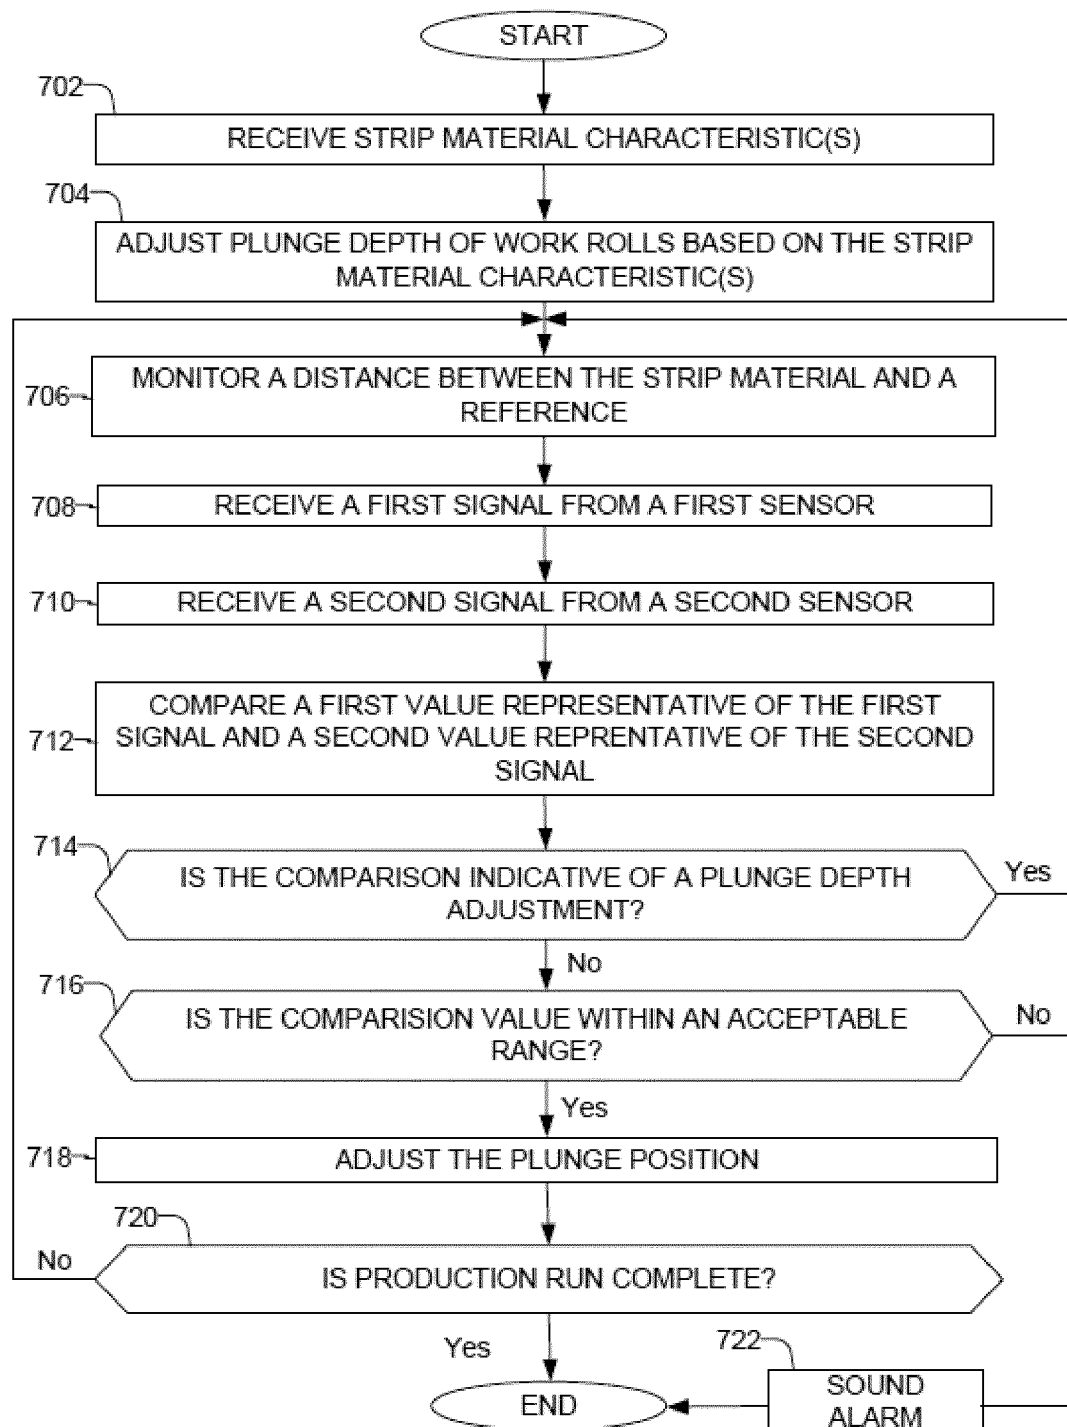 START
702
RECEIVE STRIP MATERIAL CHARACTERISTIC(S)
704
ADJUST PLUNGE DEPTH OF WORK ROLLS BASED ON THE STRIP
MATERIAL CHARACTERISTIC(S)
706
MONITOR A DISTANCE BETWEEN THE STRIP MATERIAL AND A
REFERENCE
708
RECEIVE A FIRST SIGNAL FROM A FIRST SENSOR
710
RECEIVE A SECOND SIGNAL FROM A SECOND SENSOR
712
COMPARE A FIRST VALUE REPRESENTATIVE OF THE FIRST
SIGNAL AND A SECOND VALUE REPRENTATIVE OF THE SECOND
SIGNAL
714
IS THE COMPARISON INDICATIVE OF A PLUNGE DEPTH
ADJUSTMENT?
Yes
No
716
IS THE COMPARISION VALUE WITHIN AN ACCEPTABLE
RANGE?
No
Yes
718
ADJUST THE PLUNGE POSITION
720
No
IS PRODUCTION RUN COMPLETE?
Yes
722
END
SOUND
ALARM